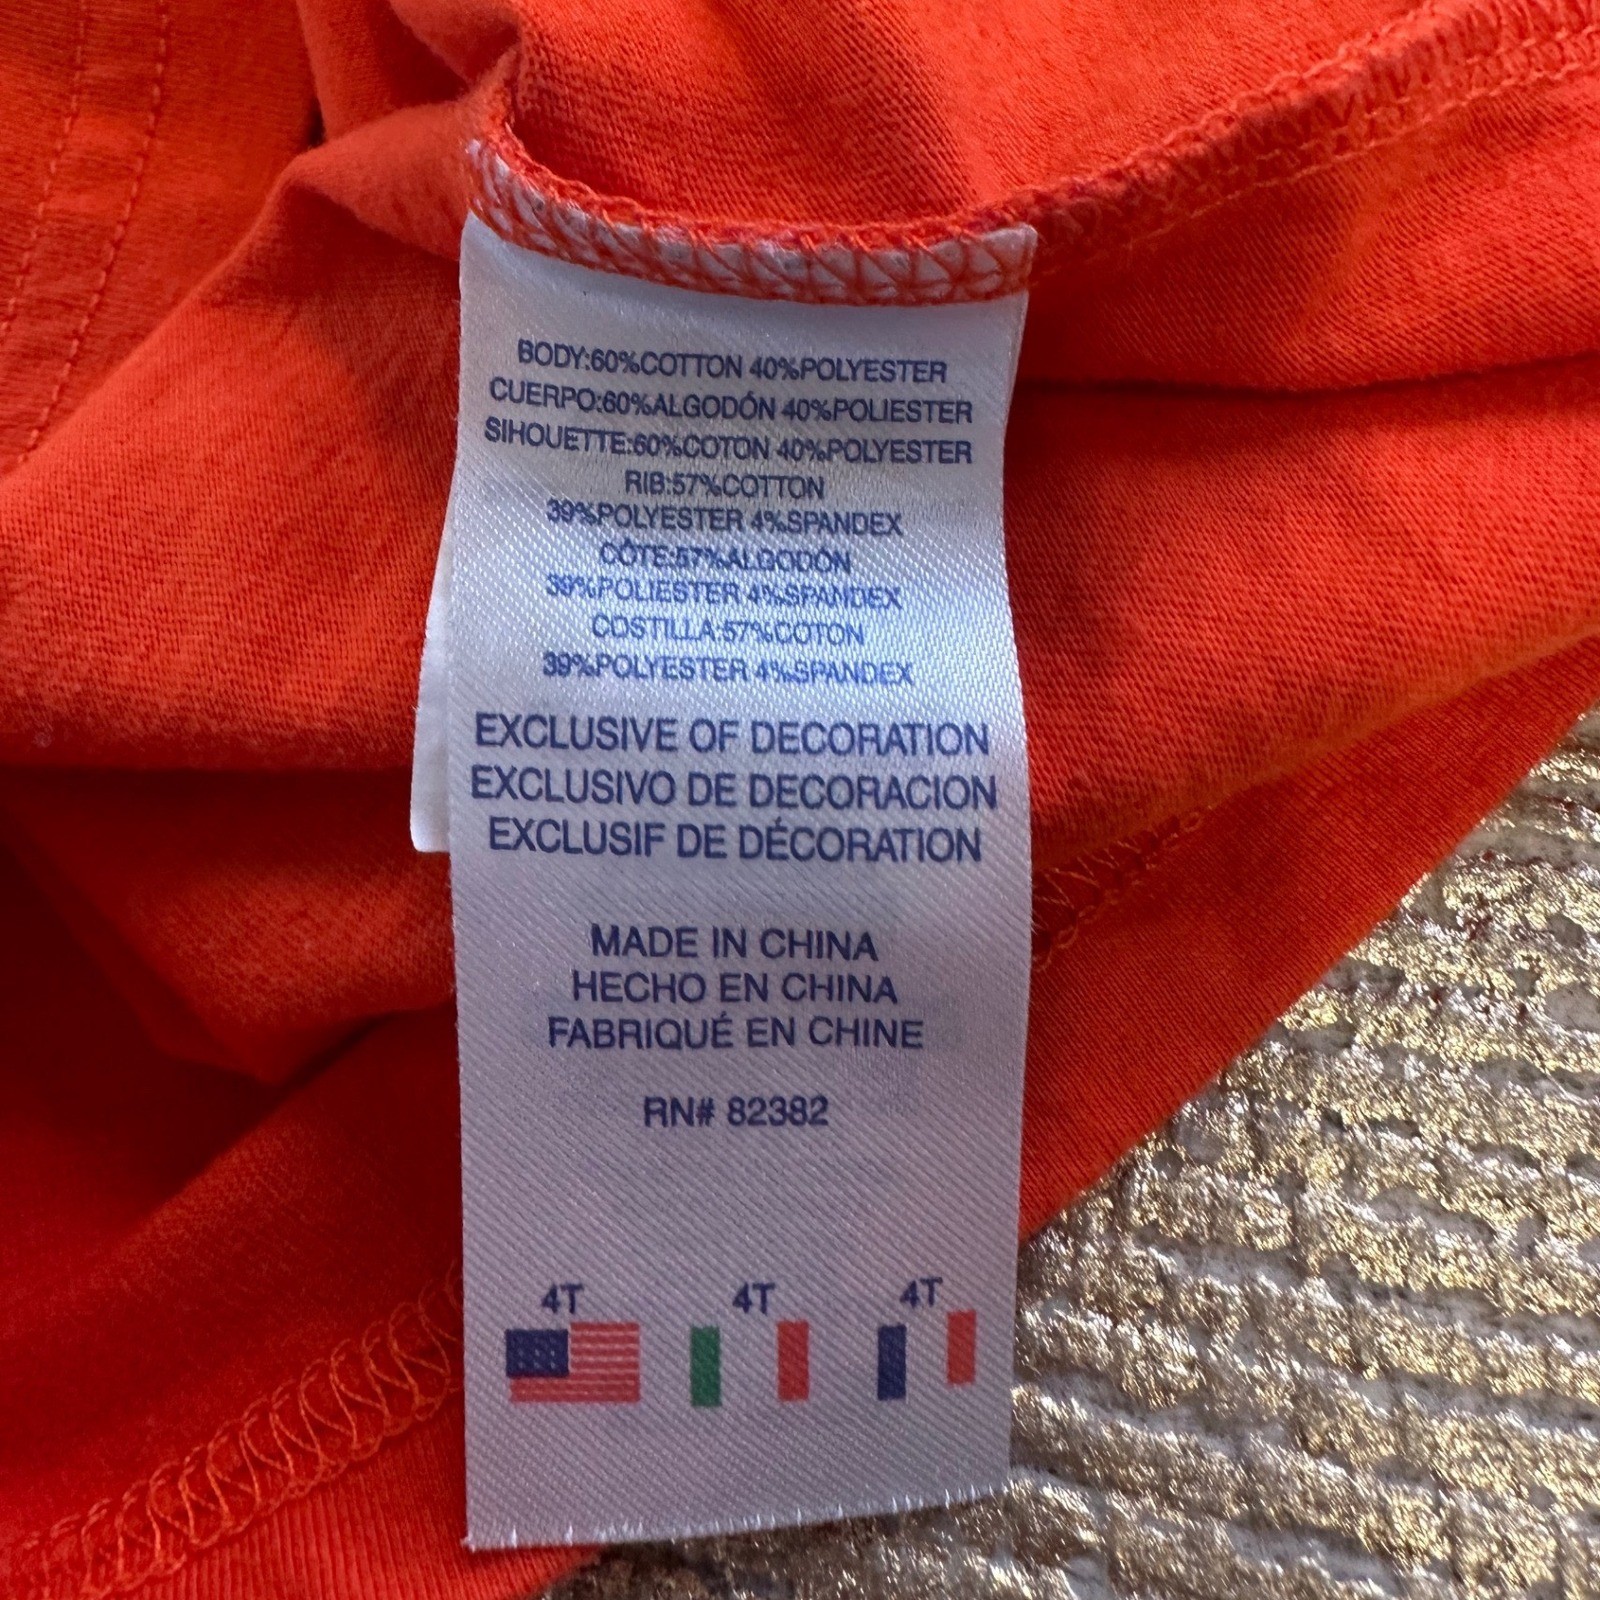 BODY:60%COTTON 40%POLYESTER
CUERPO:60%ALGODÓN 40%POLIESTER
SIHOUETTE:60%COTON 40%POLYESTER
RIB:57%COTTON
39%POLYESTER 4%SPANDEX
CÔTE:57%ALGODÓN
39%POLIESTER 4%SPANDEX
COSTILLA:57%COTON
39%POLYESTER 4%SPANDEX
EXCLUSIVE OF DECORATION
EXCLUSIVO DE DECORACION
EXCLUSIF DE DÉCORATION
MADE IN CHINA
HECHO EN CHINA
FABRIQUÉ EN CHINE
RN# 82382
4T 4T 4T